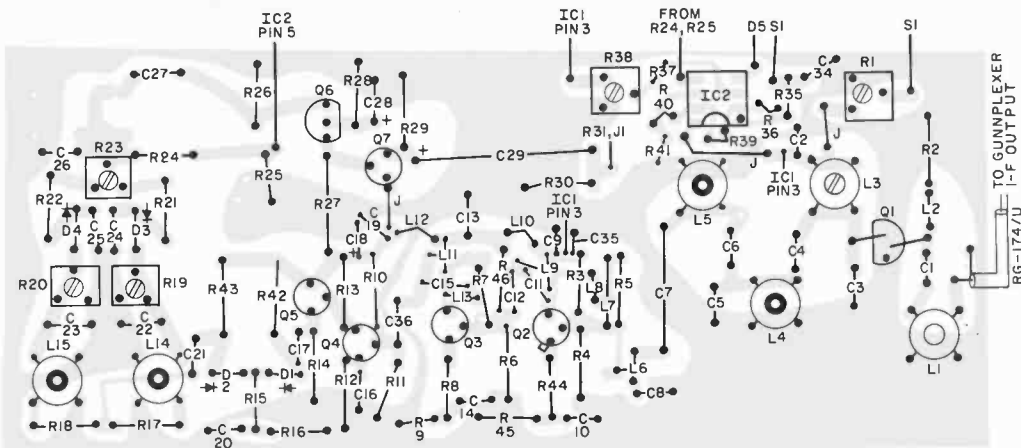 IC2
PIN 5
IC1
PIN 3
FROM
R24, R25
D5
S1
S1
C27
R26
R28
C28
+
Q6
R29
R38
R37
R
40
IC2
R39
R35
R
36
C
34
R1
C
26
R23
R24
R25
R27
Q7
+
C29
R31, J1
R41
J
IC1
PIN 3
C2
J
L3
R2
TO GUNNPLEXER
I-F OUTPUT
R22
D4
C
25
C
24
D3
R21
J
R30
L5
Q1
L2
C
19
L12
C13
L10
IC1
PIN 3
C9
C35
C18
+
L11
R
46
L9
C6
C4
C1
RG-174/U
R20
R19
R43
R42
R13
R10
C15
R7
L13
C12
C11
R3
L8
L7
R5
C7
C5
C3
Q5
C36
C
23
C
22
L15
L14
C21
C17
R14
Q4
Q3
Q2
R6
R4
L4
L1
D
2
D1
R15
R12
C16
R11
R8
C
14
R44
L6
C8
R18
R17
C
20
R16
R
9
R
45
C
10